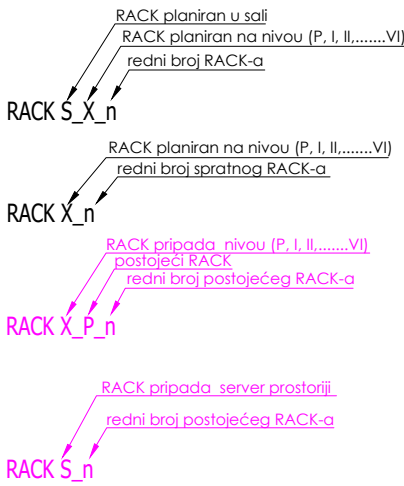 RACK planiran u sali
RACK planiran na nivou (P, I, II,.......VI)
redni broj RACK-a
RACK S_X_n
RACK planiran na nivou (P, I, II,.......VI)
redni broj spratnog RACK-a
RACK X_n
RACK pripada nivou (P, I, II,.......VI)
postojeći RACK
redni broj postojećeg RACK-a
RACK X_P_n
RACK pripada server prostoriji
redni broj postojećeg RACK-a
RACK S_n